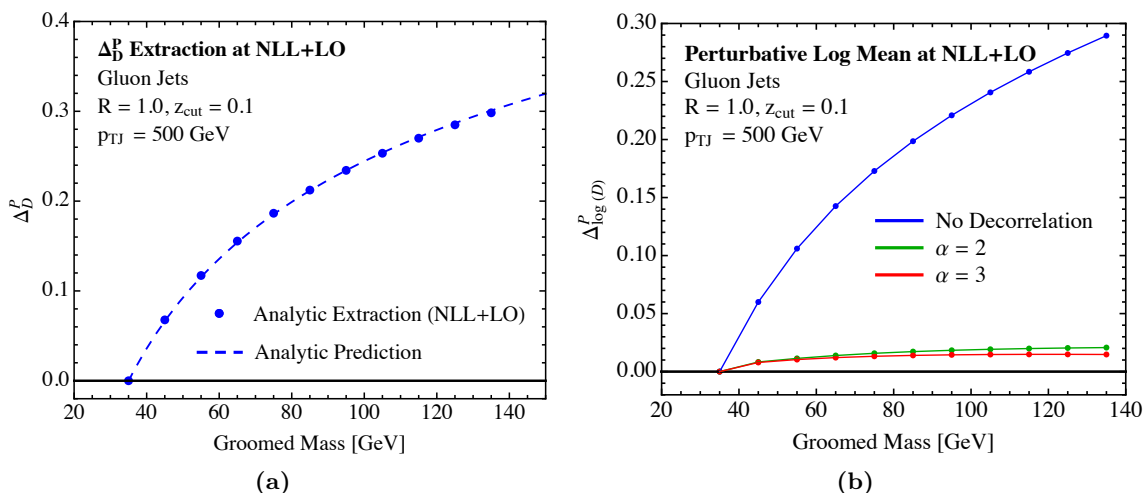 Δ_D^P Extraction at NLL+LO
Gluon Jets
R = 1.0, z_cut = 0.1
p_TJ = 500 GeV
Analytic Extraction (NLL+LO)
Analytic Prediction
Δ_D^P
0.4
0.3
0.2
0.1
0.0
20 40 60 80 100 120 140
Groomed Mass [GeV]
(a)
Perturbative Log Mean at NLL+LO
Gluon Jets
R = 1.0, z_cut = 0.1
p_TJ = 500 GeV
No Decorrelation
α = 2
α = 3
Δ_log (D)^P
0.30
0.25
0.20
0.15
0.10
0.05
0.00
20 40 60 80 100 120 140
Groomed Mass [GeV]
(b)